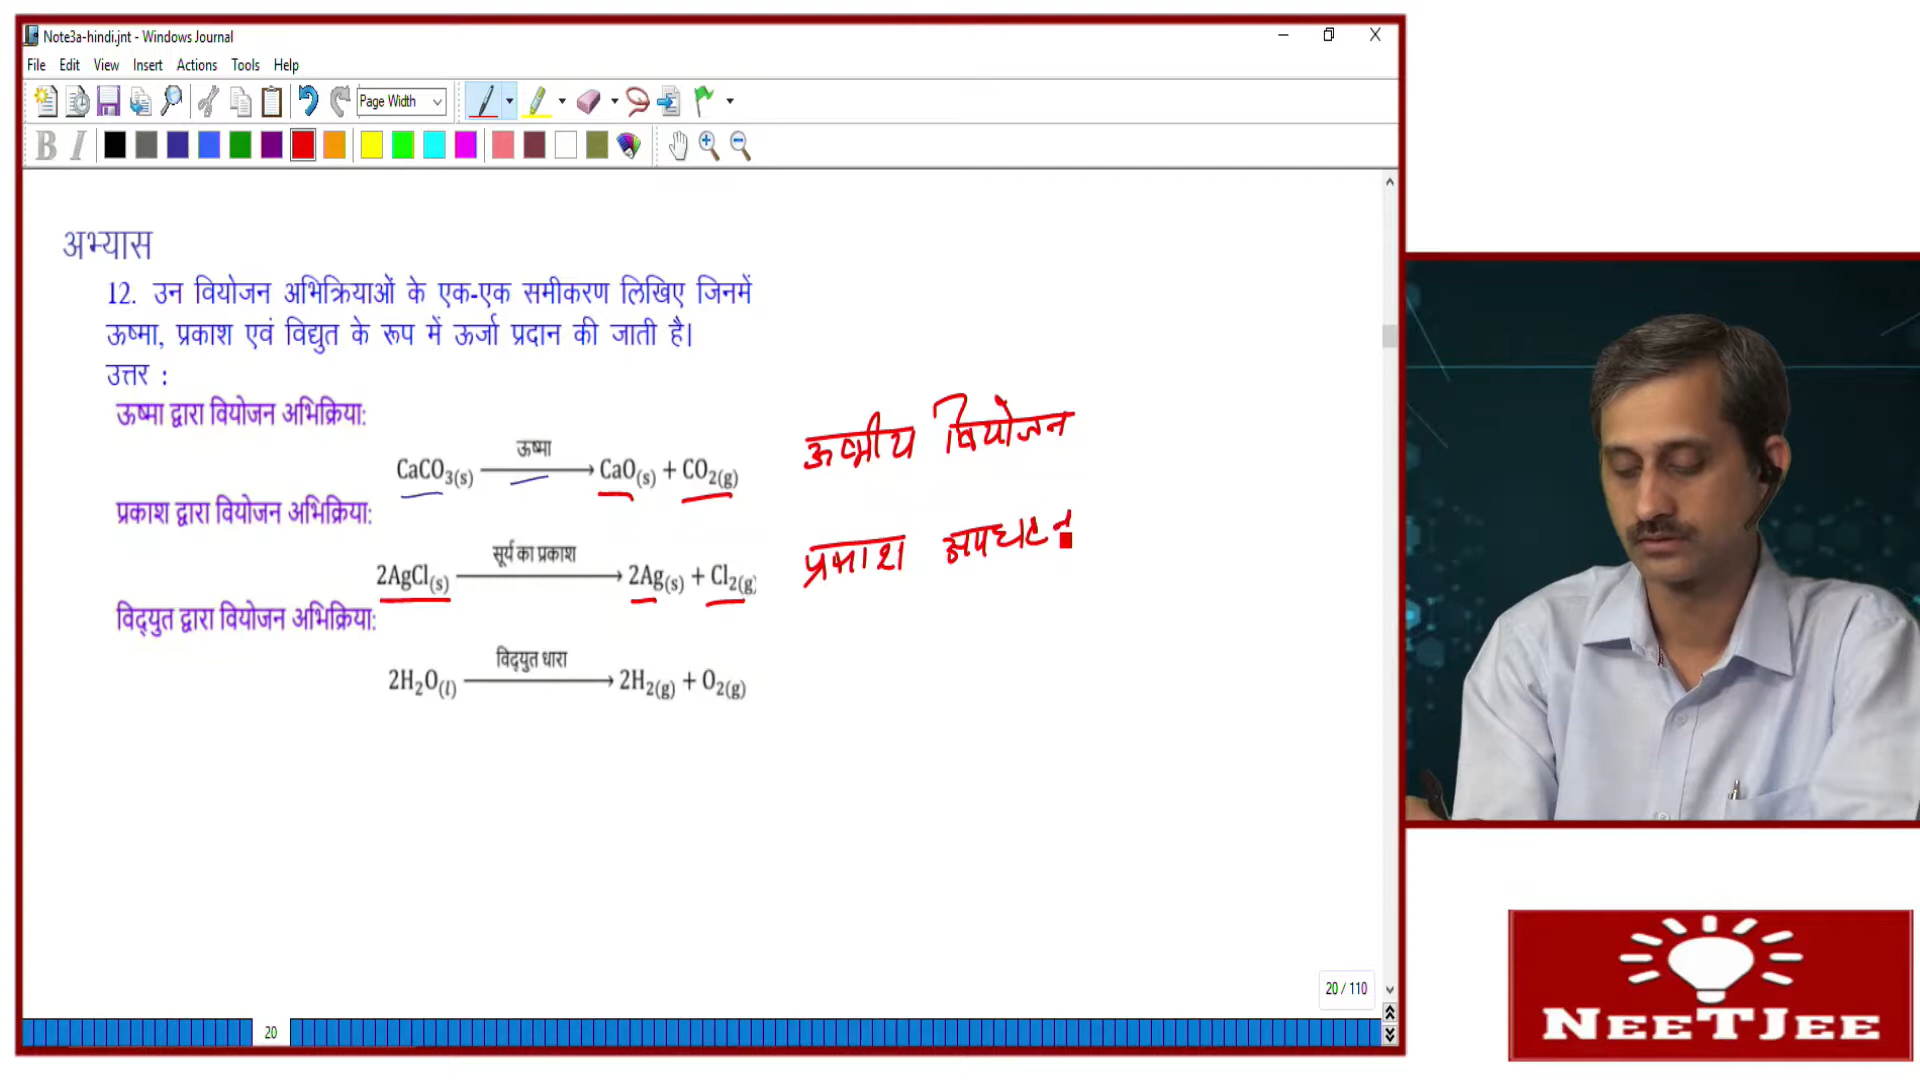 Note3a-hindi.jnt - Windows Journal
File Edit View Insert Actions Tools Help
Page Width
B I
अभ्यास
12. उन वियोजन अभिक्रियाओं के एक-एक समीकरण लिखिए जिनमें
ऊष्मा, प्रकाश एवं विद्युत के रूप में ऊर्जा प्रदान की जाती है।
उत्तर :
ऊष्मा द्वारा वियोजन अभिक्रिया:
ऊष्मा
CaCO₃(s) ⟶ CaO(s) + CO₂(g)
ऊष्मीय वियोजन
प्रकाश द्वारा वियोजन अभिक्रिया:
सूर्य का प्रकाश
2AgCl(s) ⟶ 2Ag(s) + Cl₂(g)
प्रकाश अपघटन
विद्युत द्वारा वियोजन अभिक्रिया:
विद्युत धारा
2H₂O(l) ⟶ 2H₂(g) + O₂(g)
20 / 110
20
NEETJEE